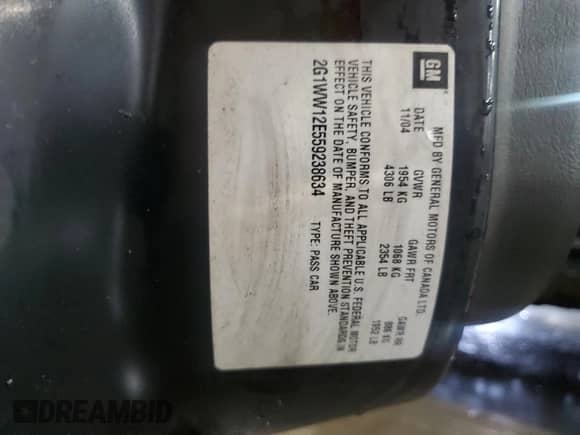 GM
MFD BY GENERAL MOTORS OF CANADA LTD.
DATE GVWR GAWR FRT GAWR RR
11/04 1954 KG 1068 KG 886 KG
4306 LB 2354 LB 1952 LB
THIS VEHICLE CONFORMS TO ALL APPLICABLE U.S. FEDERAL MOTOR
VEHICLE SAFETY, BUMPER, AND THEFT PREVENTION STANDARDS IN
EFFECT ON THE DATE OF MANUFACTURE SHOWN ABOVE.
2G1WW12E559238634 TYPE: PASS CAR
DREAMBID